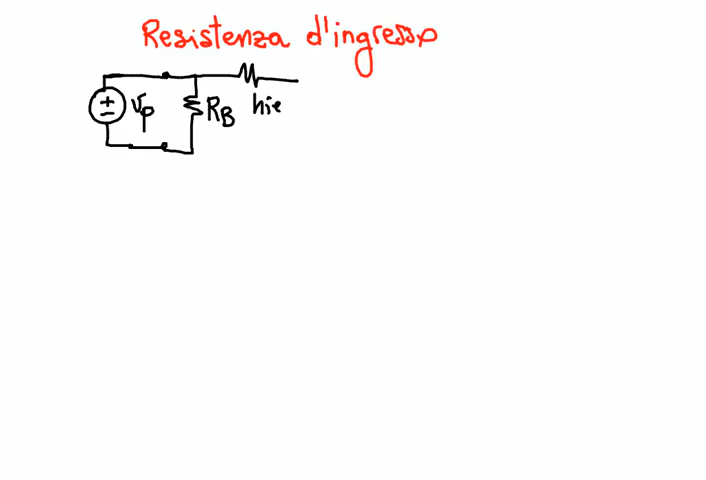 Resistenza d'ingresso
+
−
vp
RB
hie